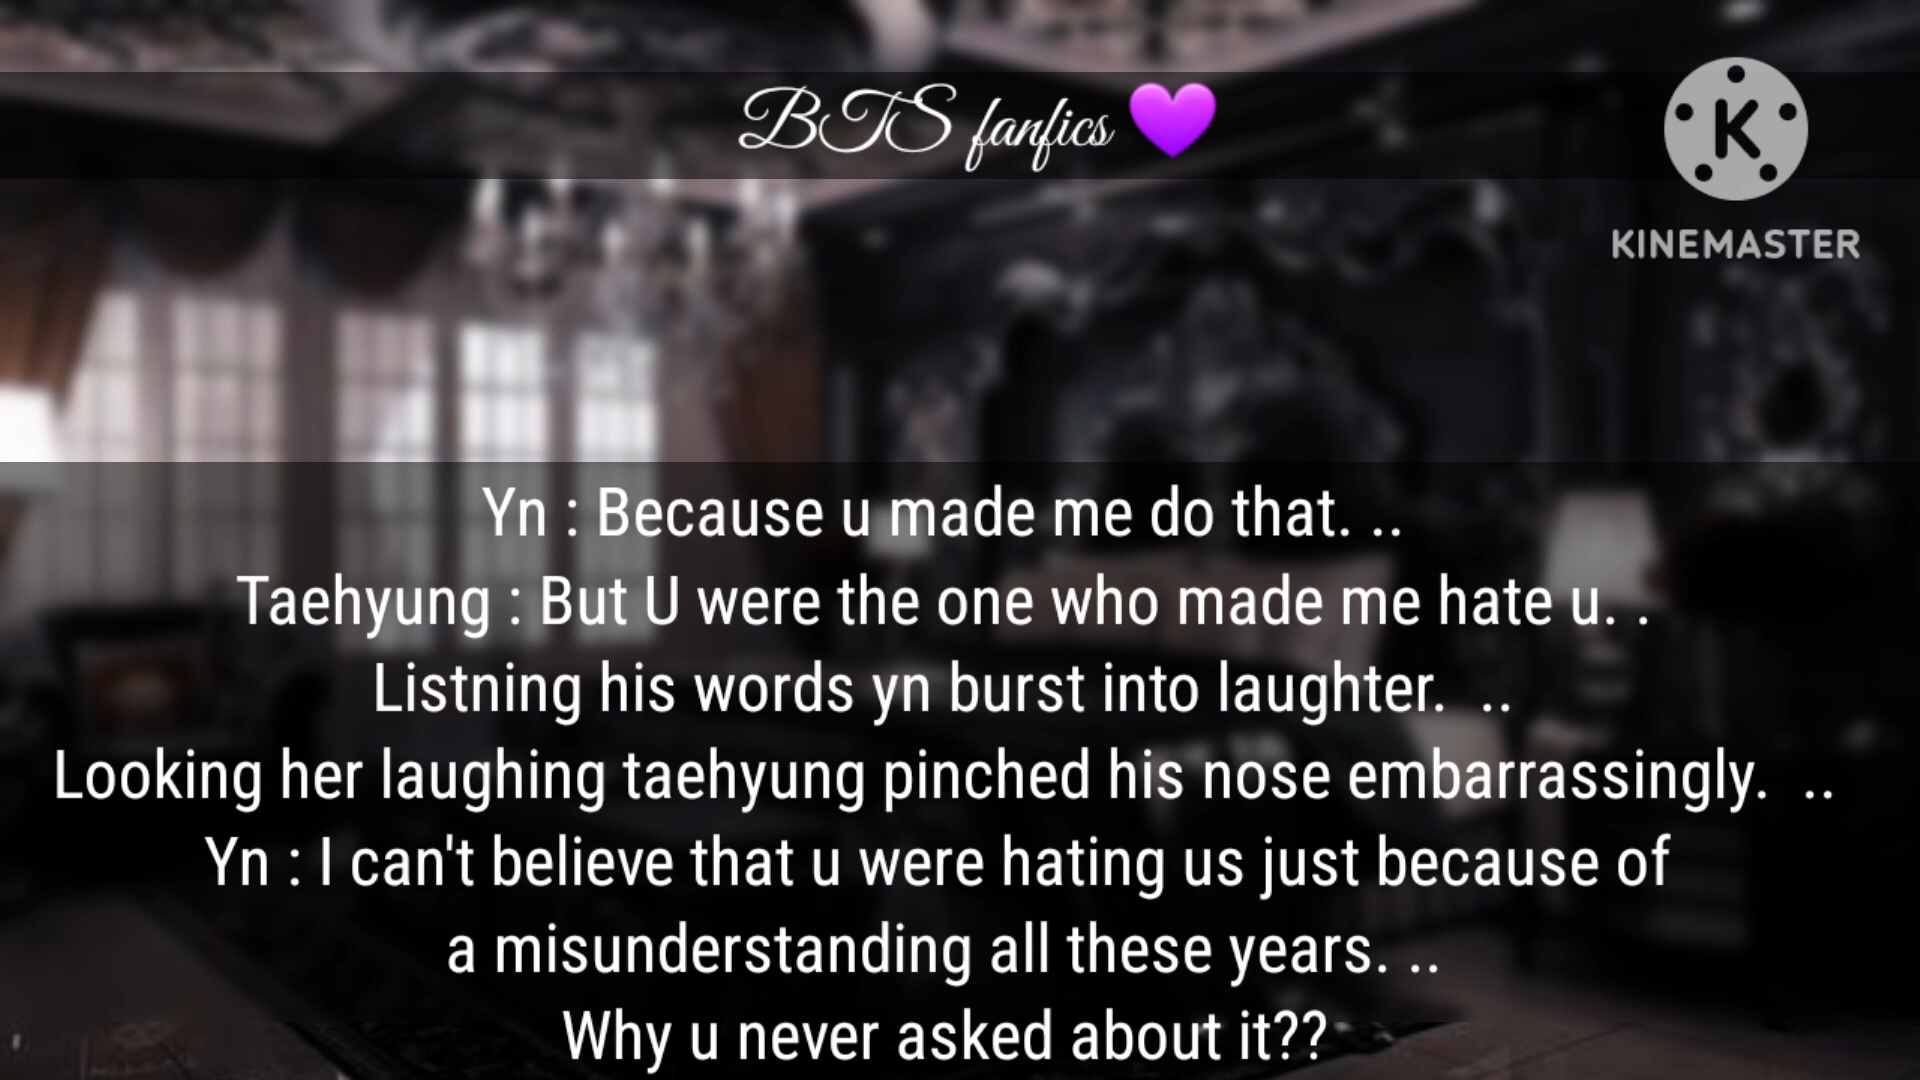 BTS fanfics 💜
K
KINEMASTER
Yn : Because u made me do that. ..
Taehyung : But U were the one who made me hate u. .
Listning his words yn burst into laughter.  ..
Looking her laughing taehyung pinched his nose embarrassingly.  ..
Yn : I can't believe that u were hating us just because of
a misunderstanding all these years. ..
Why u never asked about it??